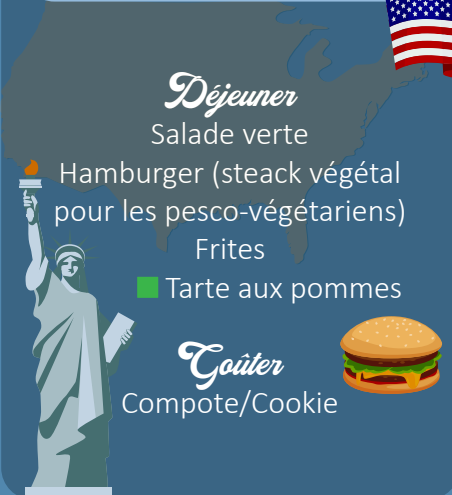 Déjeuner
Salade verte
Hamburger (steack végétal
pour les pesco-végétariens)
Frites
Tarte aux pommes
Goûter
Compote/Cookie